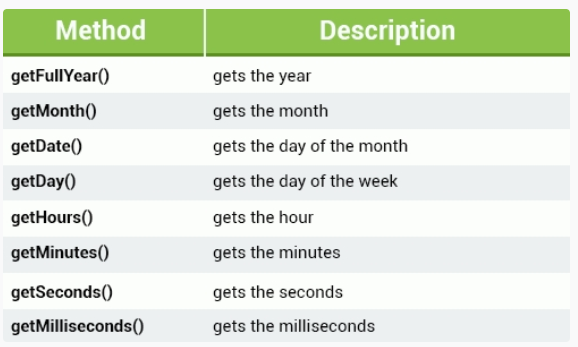 Method Description
getFullYear() gets the year
getMonth() gets the month
getDate() gets the day of the month
getDay() gets the day of the week
getHours() gets the hour
getMinutes() gets the minutes
getSeconds() gets the seconds
getMilliseconds() gets the milliseconds